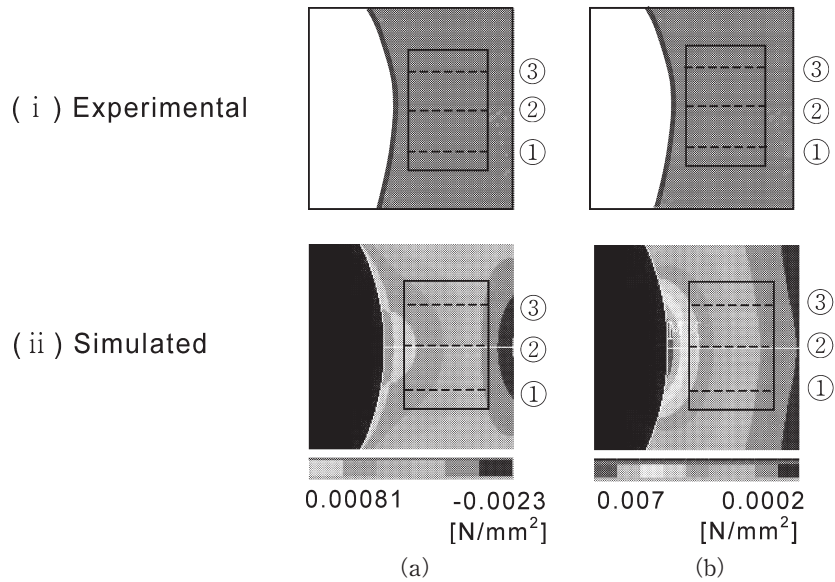 ③ ③
( ⅰ ) Experimental ② ②
① ①
③ ③
( ⅱ ) Simulated ② ②
① ①
0.00081 -0.0023 0.007 0.0002
[N/mm²] [N/mm²]
(a) (b)